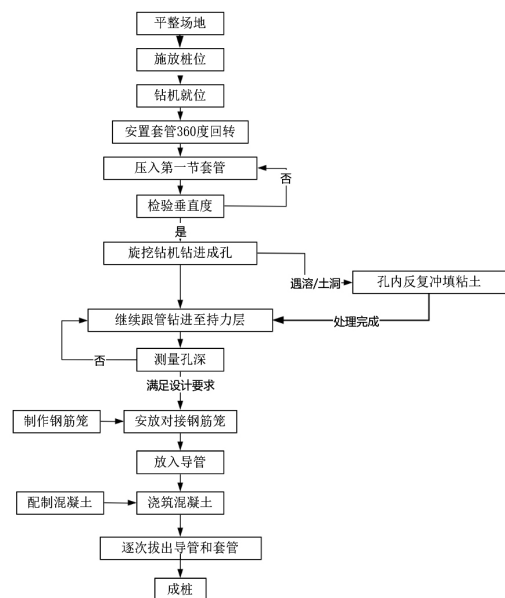 平整场地
施放桩位
钻机就位
安置套管360度回转
压入第一节套管
否
检验垂直度
是
旋挖钻机钻进成孔
遇溶/土洞
孔内反复冲填粘土
继续跟管钻进至持力层
处理完成
否
测量孔深
满足设计要求
制作钢筋笼
安放对接钢筋笼
放入导管
配制混凝土
浇筑混凝土
逐次拔出导管和套管
成桩